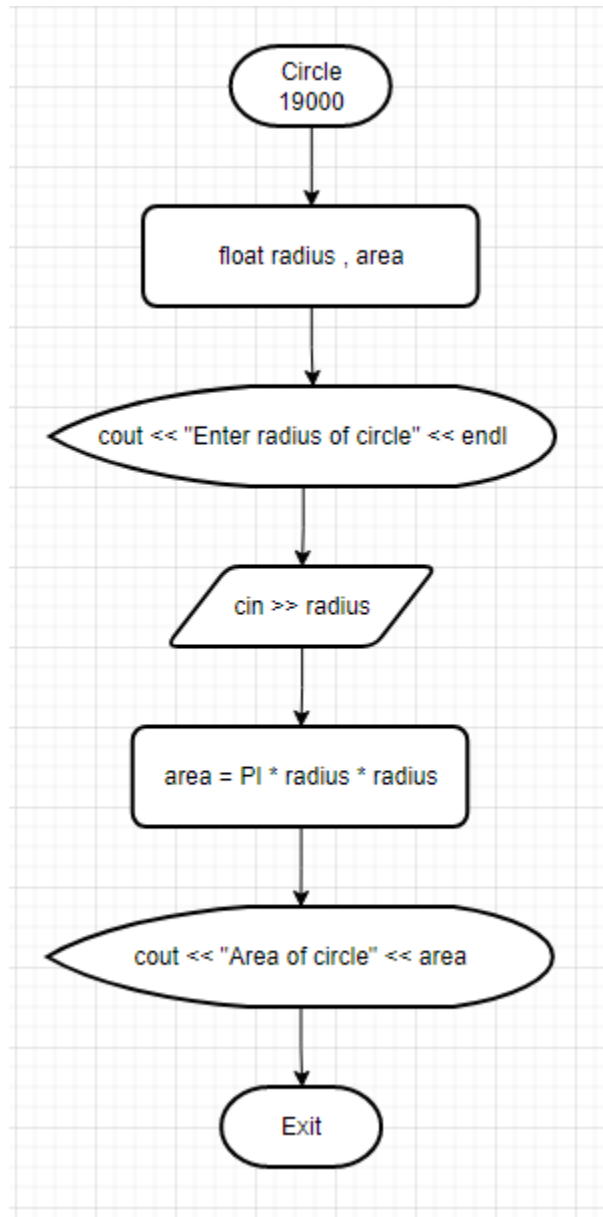 Circle
19000
float radius , area
cout << "Enter radius of circle" << endl
cin >> radius
area = PI * radius * radius
cout << "Area of circle" << area
Exit